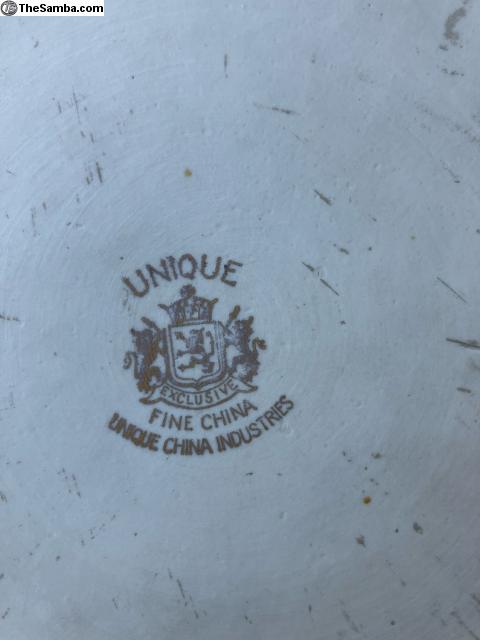 TheSamba.com
UNIQUE
EXCLUSIVE
FINE CHINA
UNIQUE CHINA INDUSTRIES